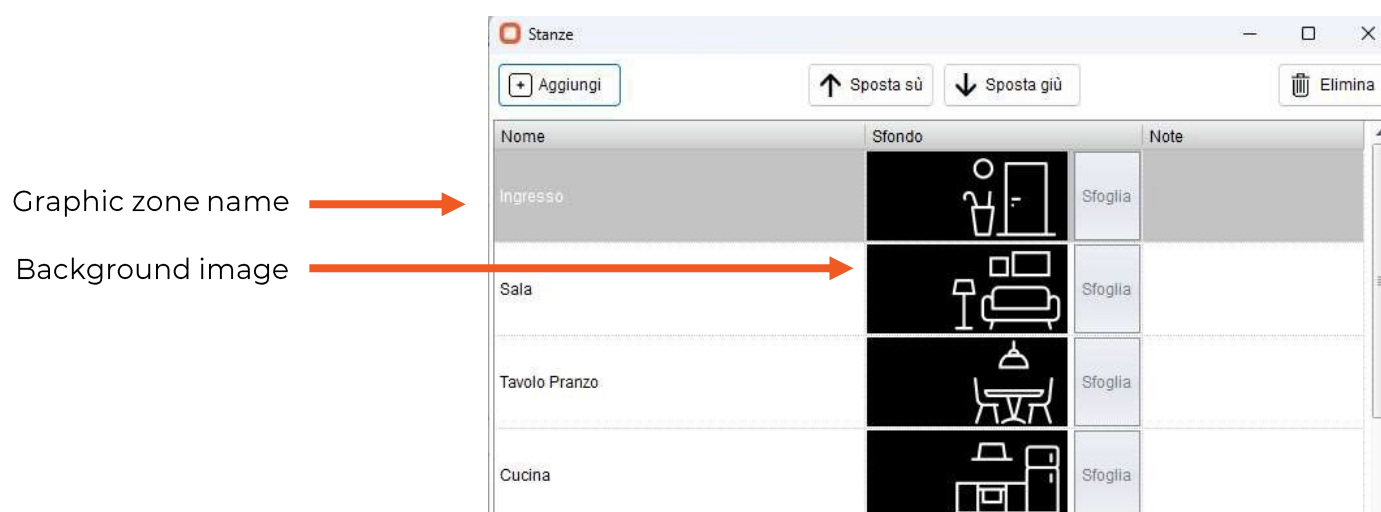 Stanze
Aggiungi
Sposta sù
Sposta giù
Elimina
Nome
Sfondo
Note
Graphic zone name
Ingresso
Sfoglia
Background image
Sala
Sfoglia
Tavolo Pranzo
Sfoglia
Cucina
Sfoglia